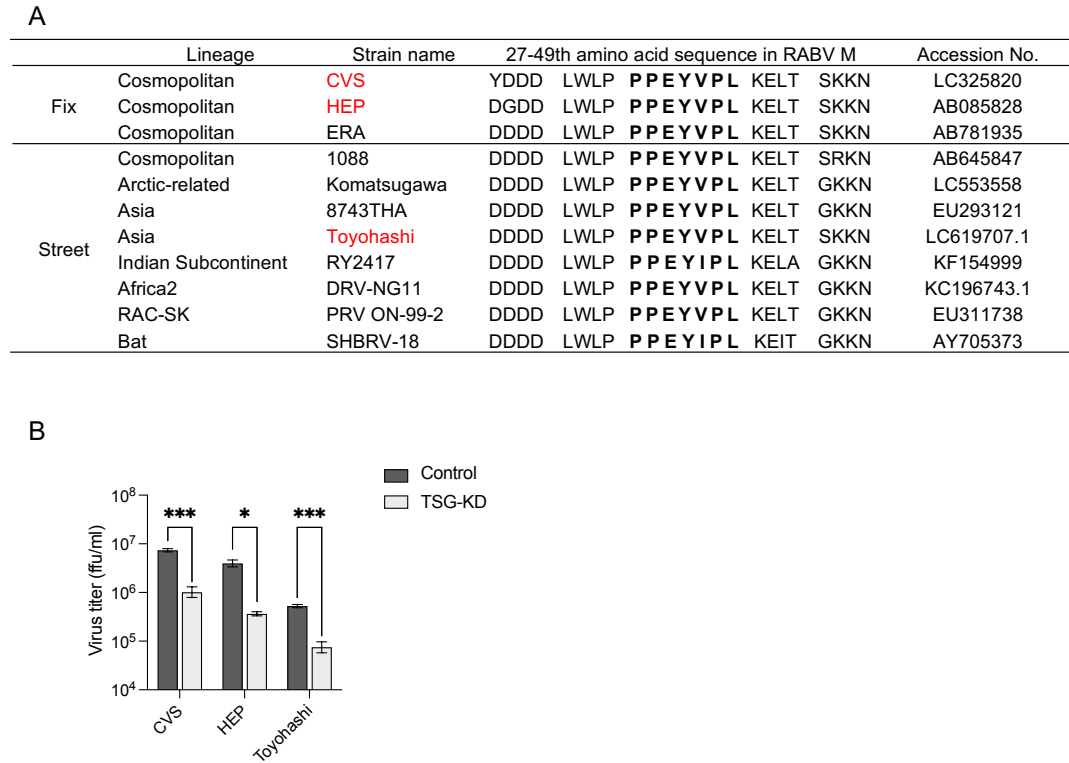 A
Lineage Strain name 27-49th amino acid sequence in RABV M Accession No.
Cosmopolitan CVS YDDD LWLP PPEYVPL KELT SKKN LC325820
Fix Cosmopolitan HEP DGDD LWLP PPEYVPL KELT SKKN AB085828
Cosmopolitan ERA DDDD LWLP PPEYVPL KELT SKKN AB781935
Cosmopolitan 1088 DDDD LWLP PPEYVPL KELT SRKN AB645847
Arctic-related Komatsugawa DDDD LWLP PPEYVPL KELT GKKN LC553558
Asia 8743THA DDDD LWLP PPEYVPL KELT GKKN EU293121
Street Asia Toyohashi DDDD LWLP PPEYVPL KELT SKKN LC619707.1
Indian Subcontinent RY2417 DDDD LWLP PPEYIPL KELA GKKN KF154999
Africa2 DRV-NG11 DDDD LWLP PPEYVPL KELT GKKN KC196743.1
RAC-SK PRV ON-99-2 DDDD LWLP PPEYVPL KELT GKKN EU311738
Bat SHBRV-18 DDDD LWLP PPEYIPL KEIT GKKN AY705373
B
Control
TSG-KD
Virus titer (ffu/ml)
10⁸
10⁷
10⁶
10⁵
10⁴
*** * ***
CVS HEP Toyohashi